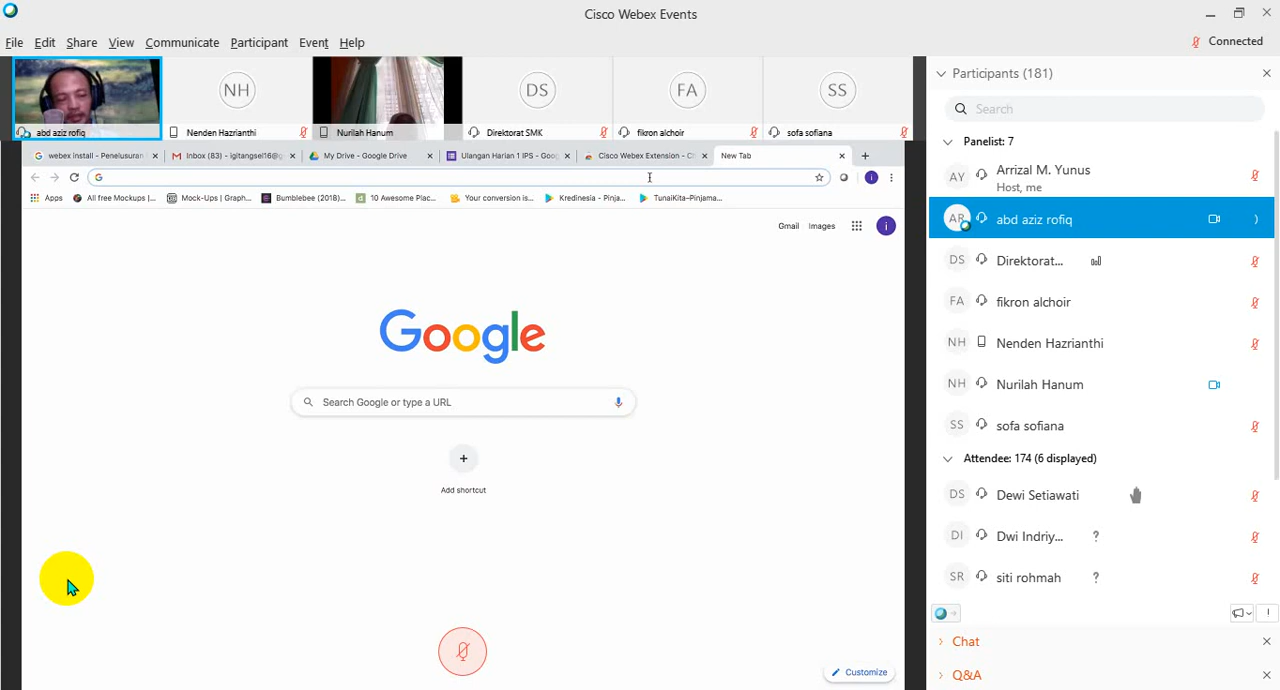 Cisco Webex Events
File Edit Share View Communicate Participant Event Help
Connected
abd aziz rofiq
NH
Nenden Hazrianthi
Nurilah Hanum
DS
Direktorat SMK
FA
fikron alchoir
SS
sofa sofiana
webex install - Penelusuran
Inbox (83) - igitangsel16@g
My Drive - Google Drive
Ulangan Harian 1 IPS - Goo
Cisco Webex Extension - C
New Tab
Apps
All free Mockups |...
Mock-Ups | Graph...
Bumblebee (2018)...
10 Awesome Plac...
Your conversion is...
Kredinesia - Pinja...
TunaiKita–Pinjama...
Gmail Images
Google
Search Google or type a URL
Add shortcut
Customize
Participants (181)
Search
Panelist: 7
AY Arrizal M. Yunus
Host, me
AR abd aziz rofiq
DS Direktorat...
FA fikron alchoir
NH Nenden Hazrianthi
NH Nurilah Hanum
SS sofa sofiana
Attendee: 174 (6 displayed)
DS Dewi Setiawati
DI Dwi Indriy... ?
SR siti rohmah ?
Chat
Q&A